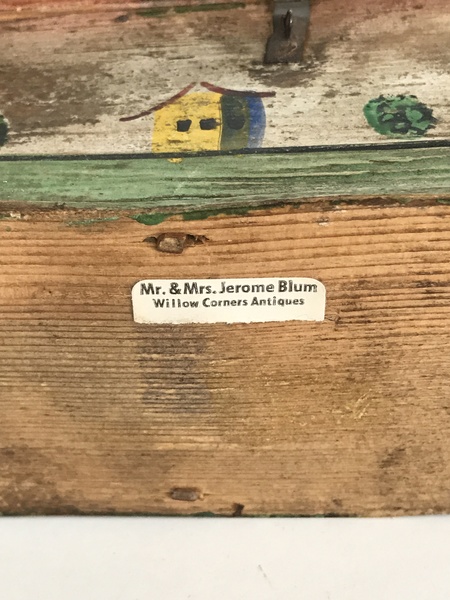 Mr. & Mrs. Jerome Blum
Willow Corners Antiques